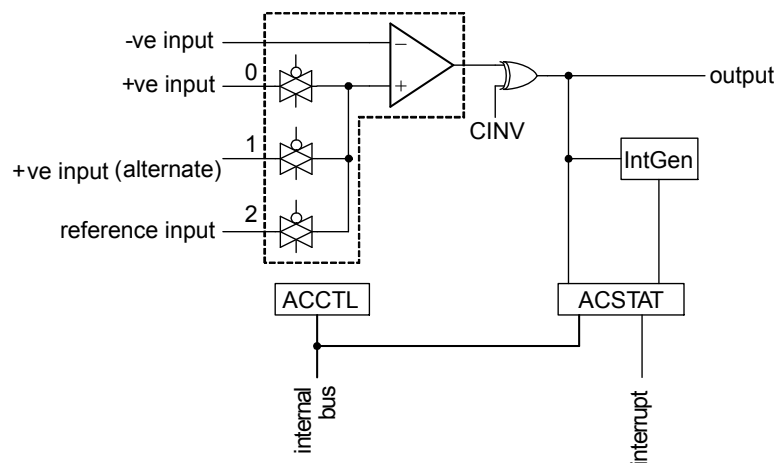 -ve input
−
0
+ve input
+
output
CINV
1
+ve input (alternate)
IntGen
2
reference input
ACCTL
ACSTAT
internal
bus
interrupt